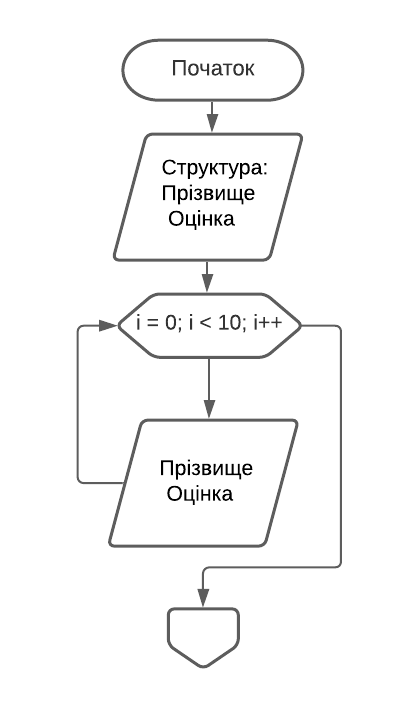 Початок
Структура:
Прізвище
Оцінка
i = 0; i < 10; i++
Прізвище
Оцінка